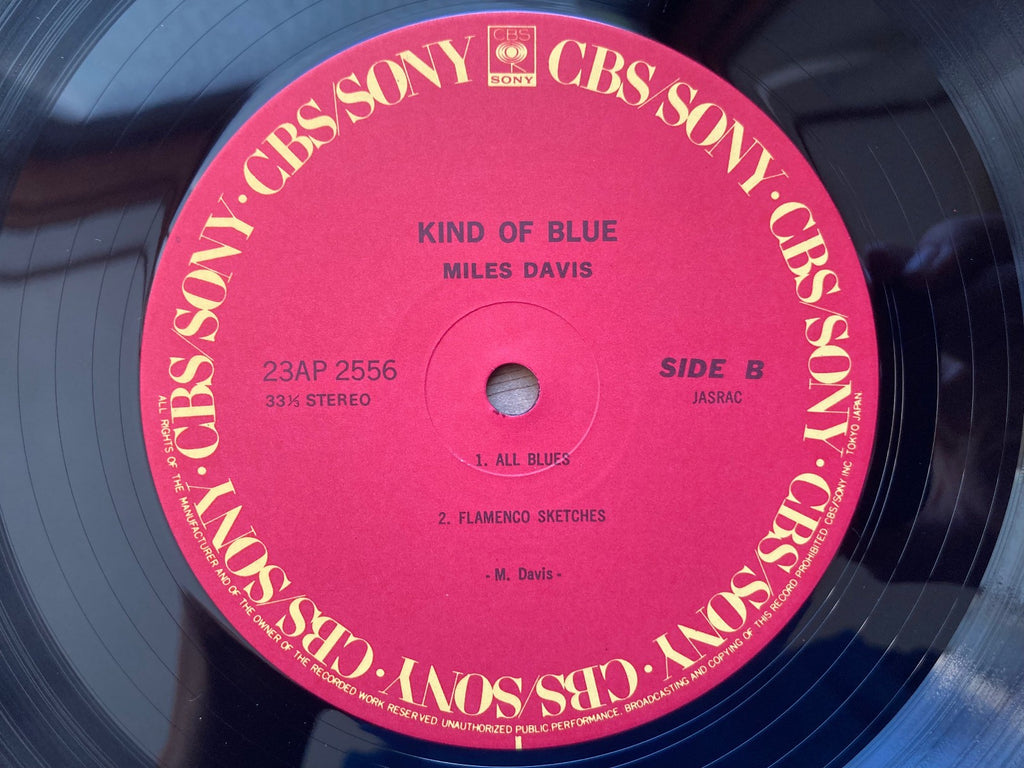 CBS
SONY
CBS/SONY · CBS/SONY · CBS/SONY · CBS/SONY · CBS/SONY · CBS/SONY · CBS/SONY · CBS/SONY · CBS/SONY
KIND OF BLUE
MILES DAVIS
23AP 2556
33⅓ STEREO
SIDE B
JASRAC
1. ALL BLUES
2. FLAMENCO SKETCHES
- M. Davis -
ALL RIGHTS OF THE MANUFACTURER AND OF THE OWNER OF THE RECORDED WORK RESERVED UNAUTHORIZED PUBLIC PERFORMANCE. BROADCASTING AND COPYING OF THIS RECORD PROHIBITED CBS/SONY INC TOKYO JAPAN